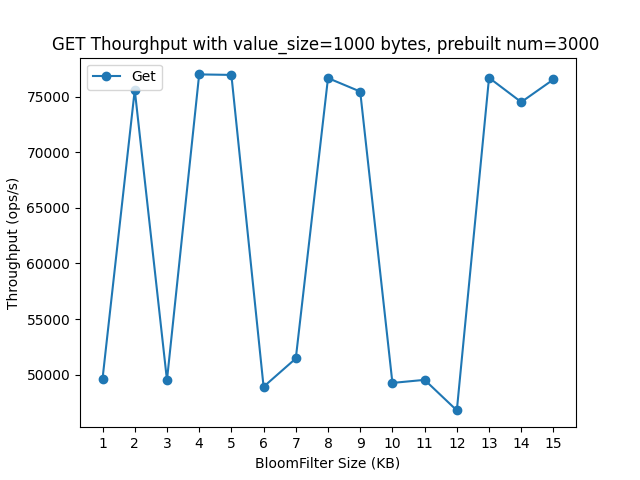 GET Thourghput with value_size=1000 bytes, prebuilt num=3000
Get
75000
70000
65000
60000
55000
50000
Throughput (ops/s)
1 2 3 4 5 6 7 8 9 10 11 12 13 14 15
BloomFilter Size (KB)